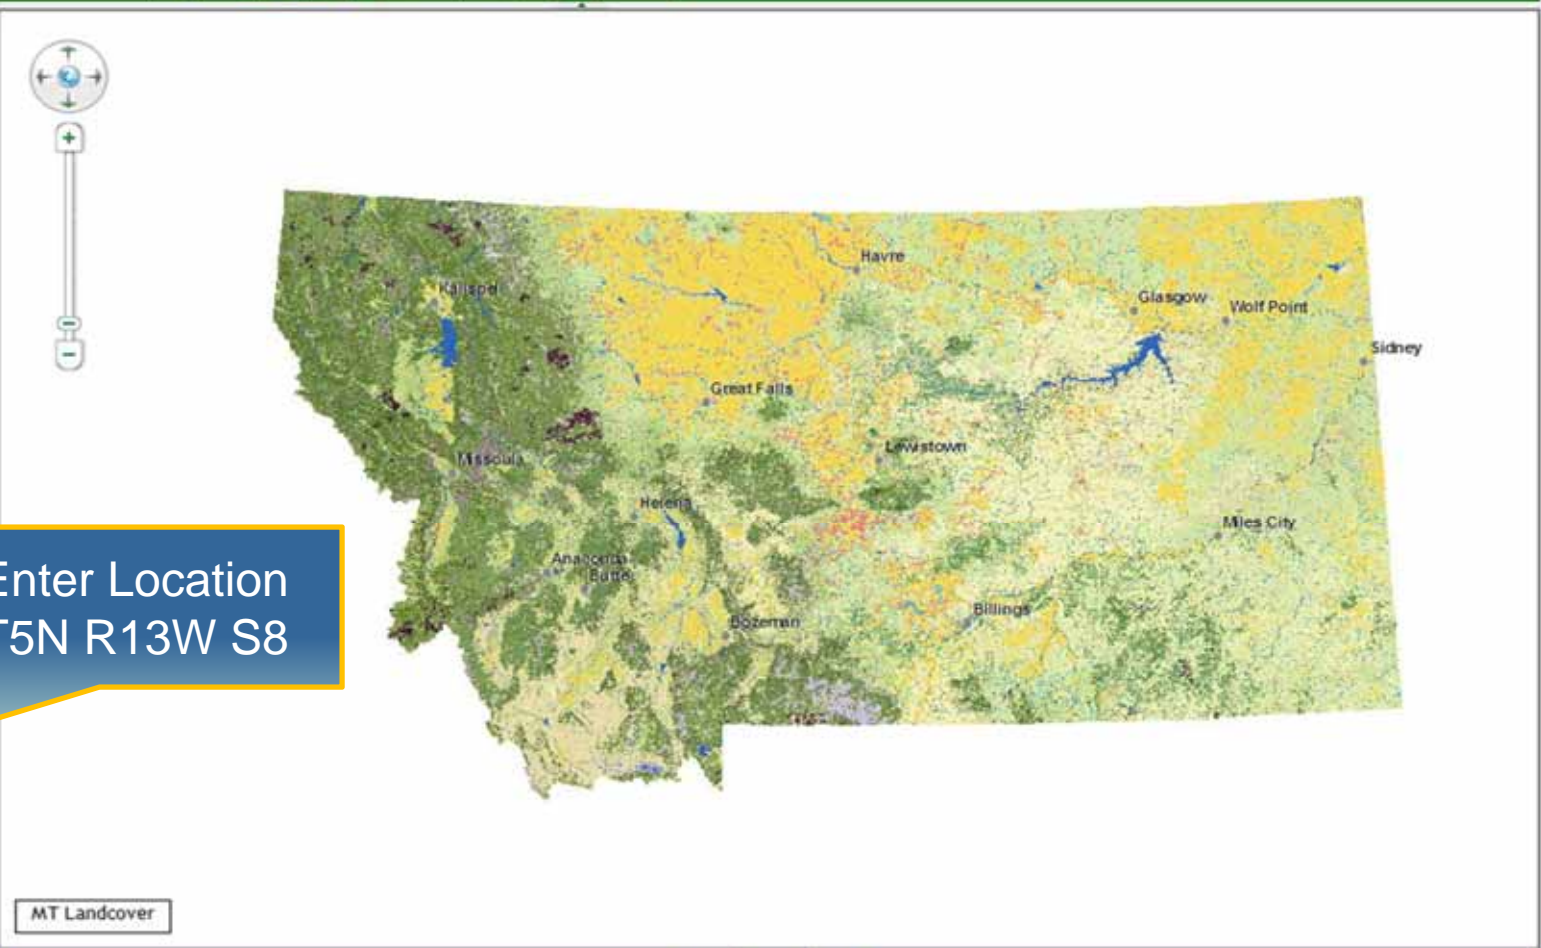 Havre
Kalispel
Glasgow
Wolf Point
Sidney
Great Falls
Lewistown
Missoula
Helena
Miles City
Enter Location
T5N R13W S8
Anaconda
Butte
Billings
Bozeman
MT Landcover